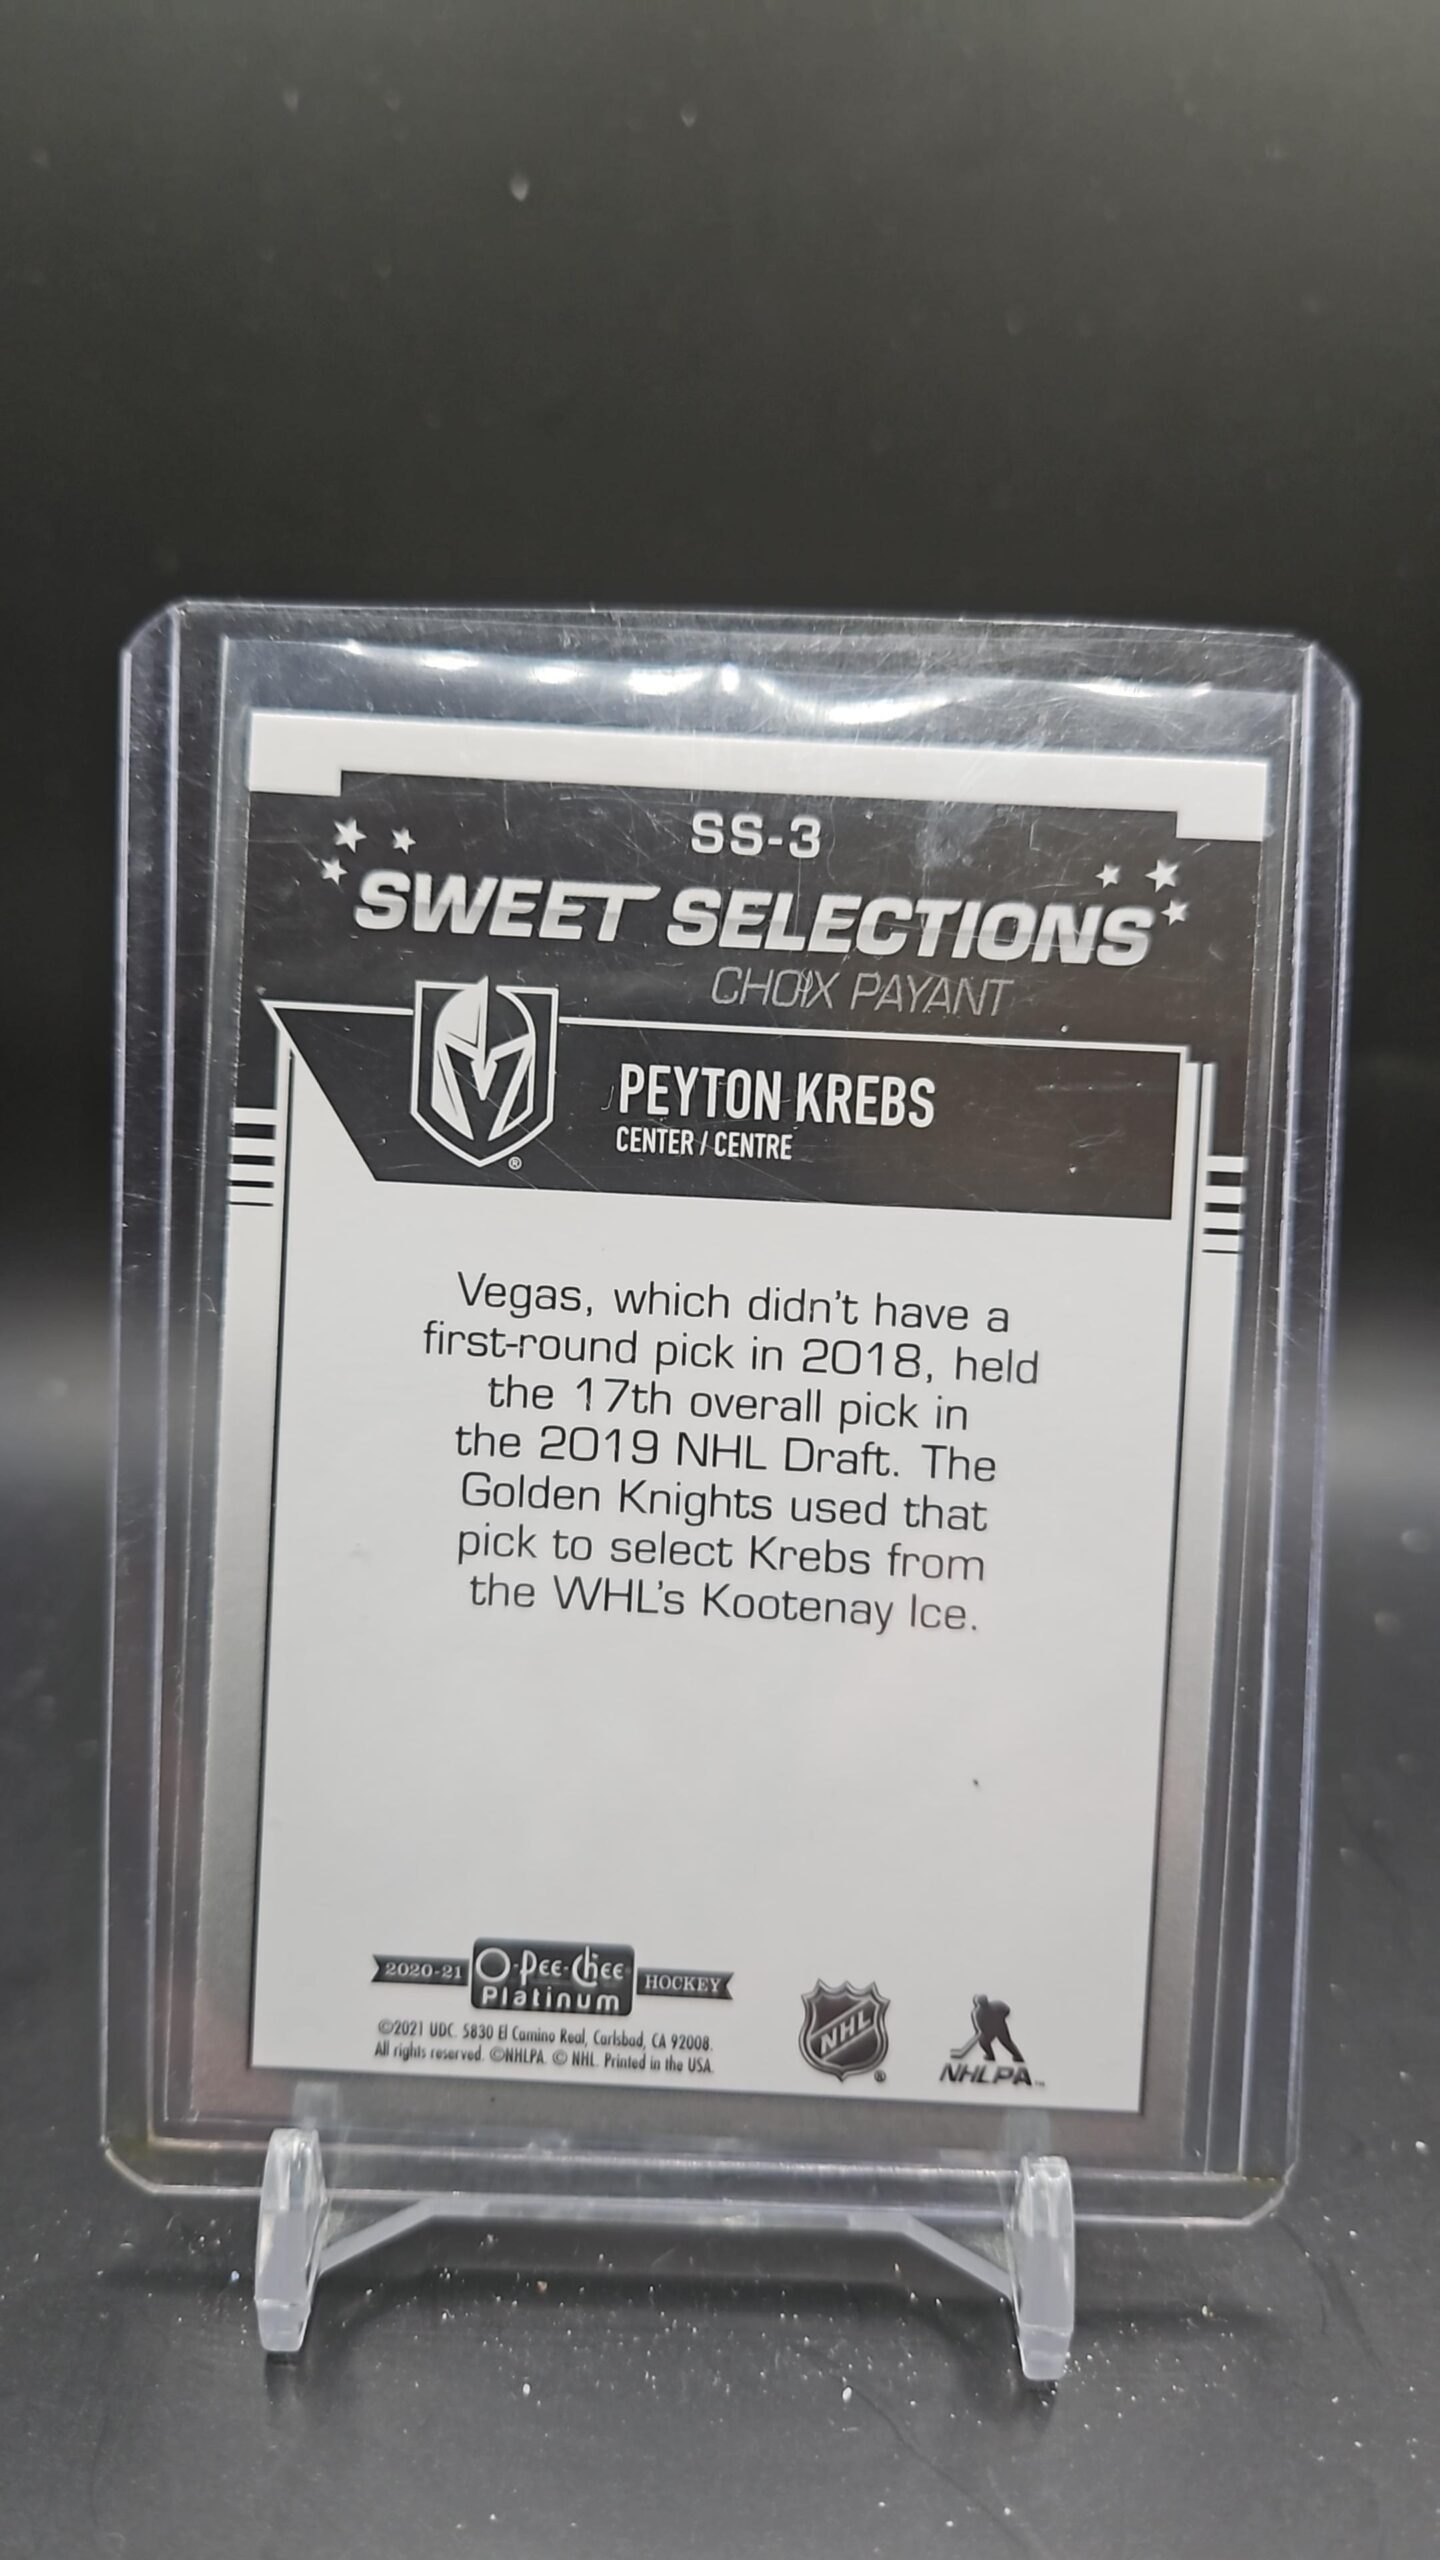 SS-3
SWEET SELECTIONS
CHOIX PAYANT
PEYTON KREBS
CENTER / CENTRE
Vegas, which didn't have a
first-round pick in 2018, held
the 17th overall pick in
the 2019 NHL Draft. The
Golden Knights used that
pick to select Krebs from
the WHL's Kootenay Ice.
2020-21 O-Pee-Chee HOCKEY
Platinum
©2021 UDC. 5830 El Camino Real, Carlsbad, CA 92008.
All rights reserved. ©NHLPA. © NHL. Printed in the USA.
NHL
NHLPA